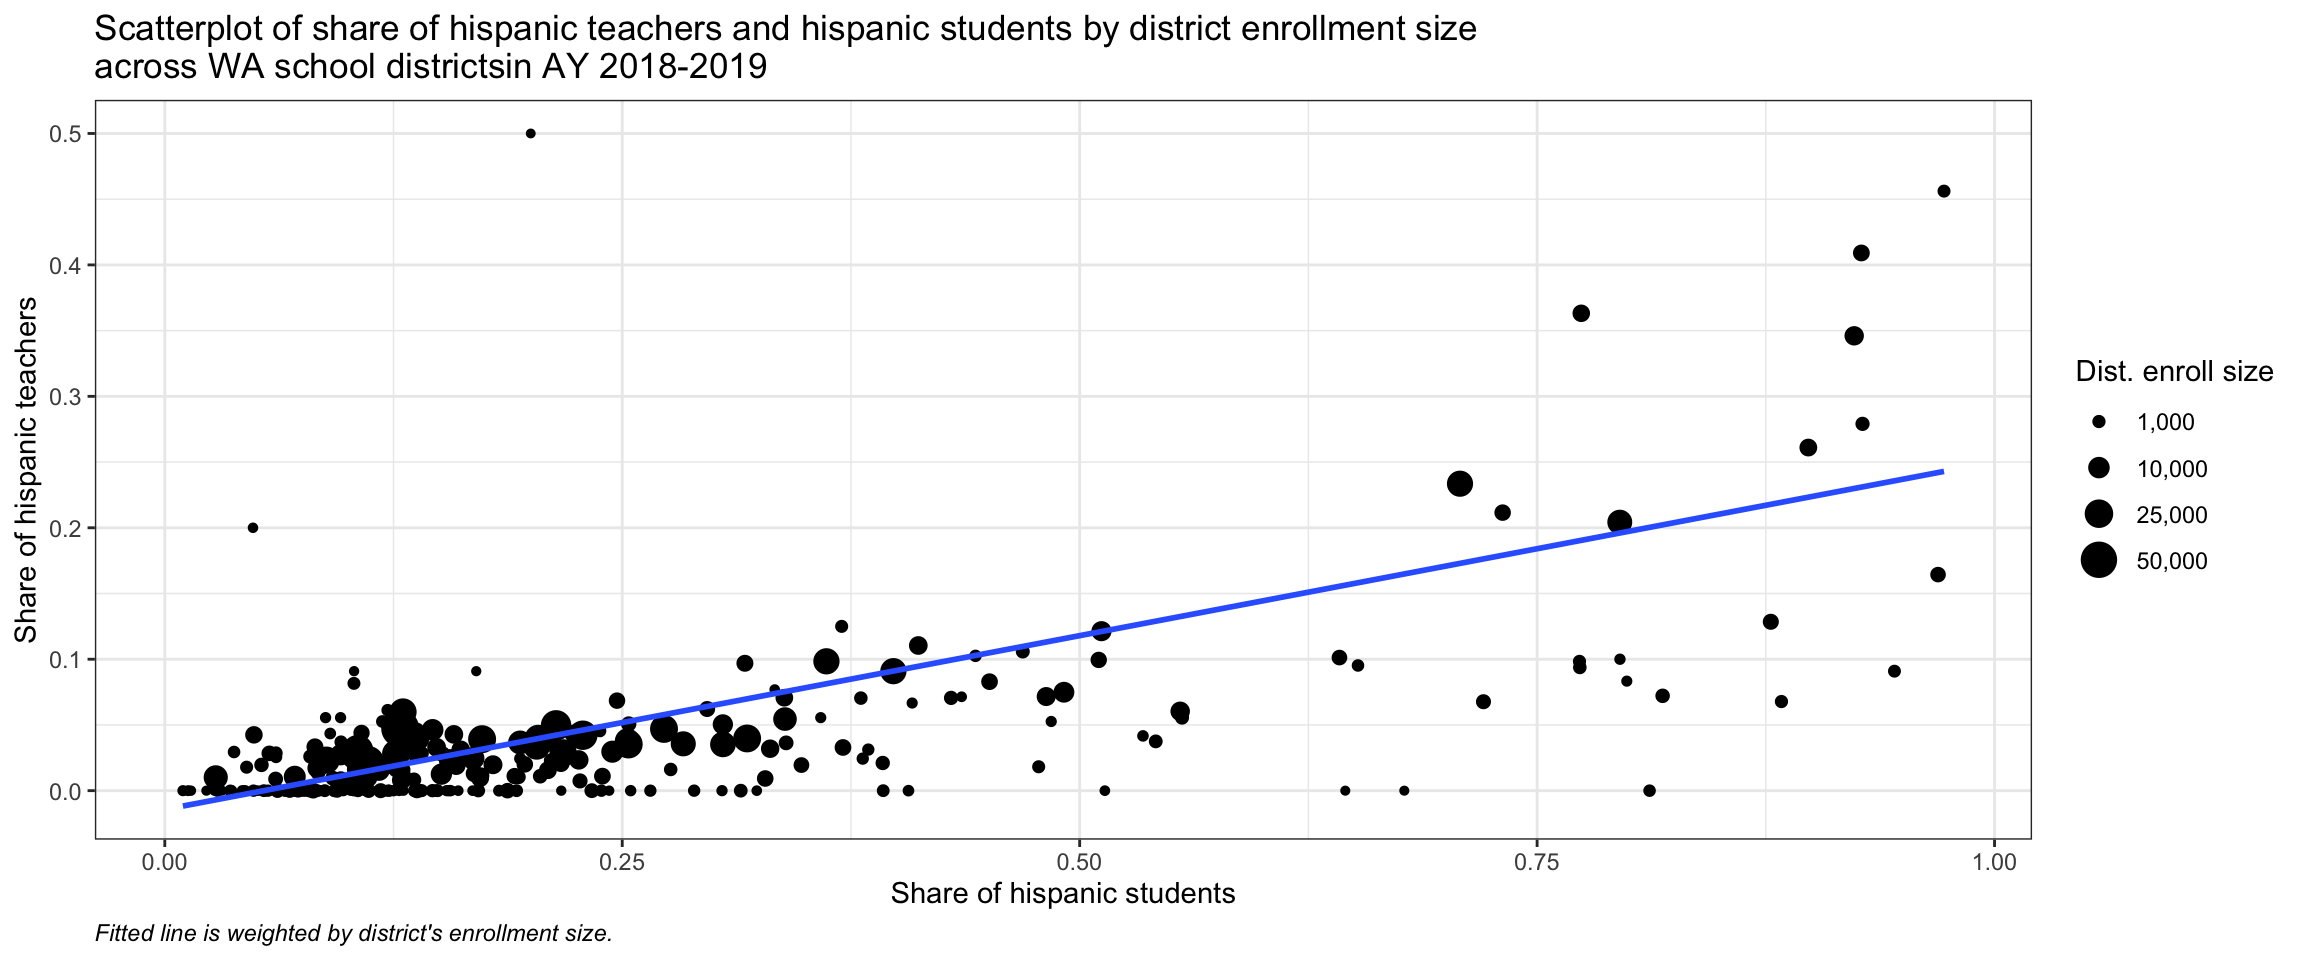 Scatterplot of share of hispanic teachers and hispanic students by district enrollment size
across WA school districtsin AY 2018-2019
Share of hispanic teachers
0.5
0.4
0.3
0.2
0.1
0.0
0.00
0.25
0.50
0.75
1.00
Share of hispanic students
Dist. enroll size
1,000
10,000
25,000
50,000
Fitted line is weighted by district's enrollment size.